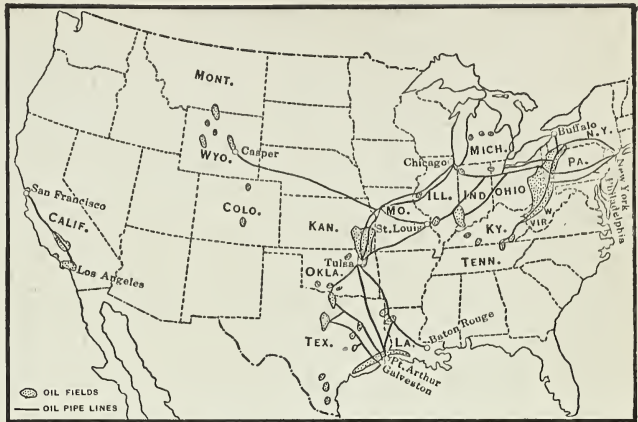 MONT.
WYO.
Casper
COLO.
San Francisco
CALIF.
Los Angeles
KAN.
MO.
St. Louis
Tulsa
OKLA.
TEX.
LA.
Baton Rouge
Pt. Arthur
Galveston
Chicago
MICH.
ILL.
IND.
OHIO
KY.
TENN.
W.
VIR.
PA.
Buffalo
N.Y.
New York
Philadelphia
OIL FIELDS
OIL PIPE LINES